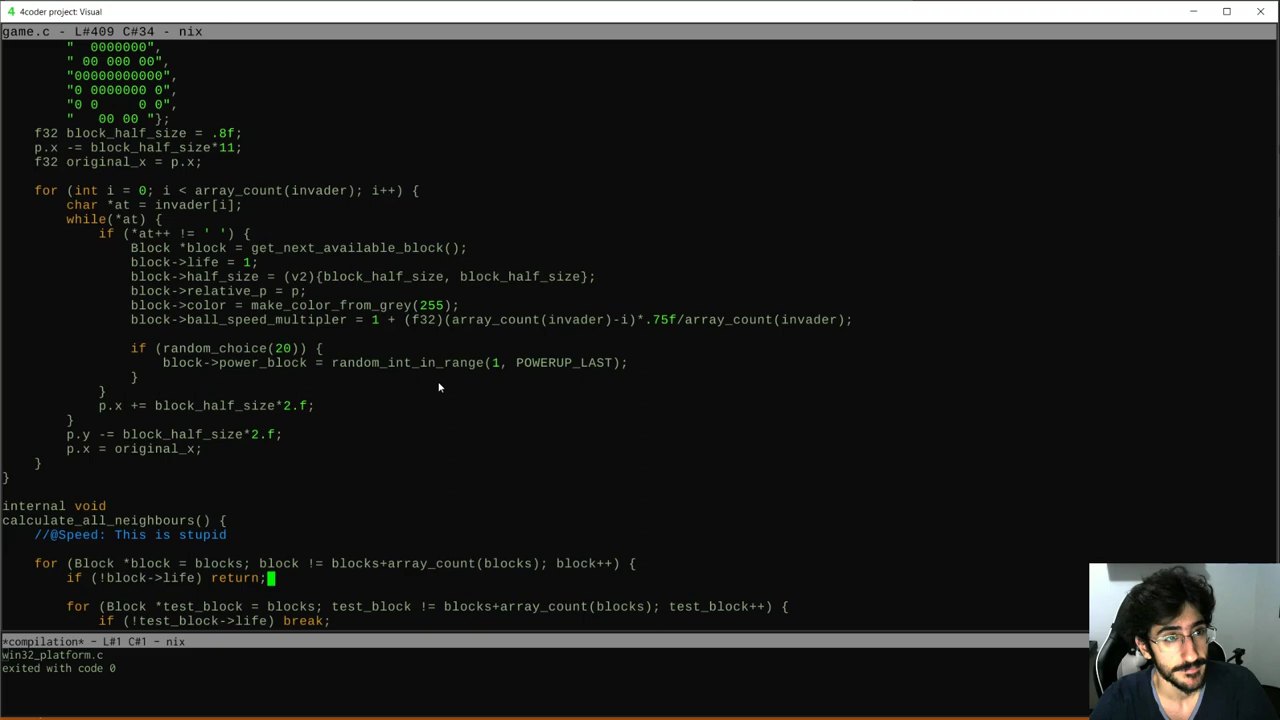 4 4coder project: Visual
game.c - L#409 C#34 - nix
"  0000000",
" 00 000 00",
"00000000000",
"0 0000000 0",
"0 0     0 0",
"   00 00 "};
f32 block_half_size = .8f;
p.x -= block_half_size*11;
f32 original_x = p.x;
for (int i = 0; i < array_count(invader); i++) {
char *at = invader[i];
while(*at) {
if (*at++ != ' ') {
Block *block = get_next_available_block();
block->life = 1;
block->half_size = (v2){block_half_size, block_half_size};
block->relative_p = p;
block->color = make_color_from_grey(255);
block->ball_speed_multipler = 1 + (f32)(array_count(invader)-i)*.75f/array_count(invader);
if (random_choice(20)) {
block->power_block = random_int_in_range(1, POWERUP_LAST);
}
}
p.x += block_half_size*2.f;
}
p.y -= block_half_size*2.f;
p.x = original_x;
}
}
internal void
calculate_all_neighbours() {
//@Speed: This is stupid
for (Block *block = blocks; block != blocks+array_count(blocks); block++) {
if (!block->life) return;
for (Block *test_block = blocks; test_block != blocks+array_count(blocks); test_block++) {
if (!test_block->life) break;
*compilation* - L#1 C#1 - nix
win32_platform.c
exited with code 0